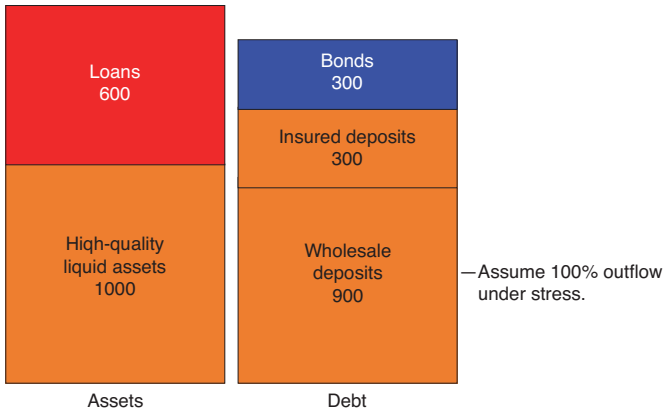 Loans
600
Hiqh-quality
liquid assets
1000
Bonds
300
Insured deposits
300
Wholesale
deposits
900
Assume 100% outflow
under stress.
Assets
Debt